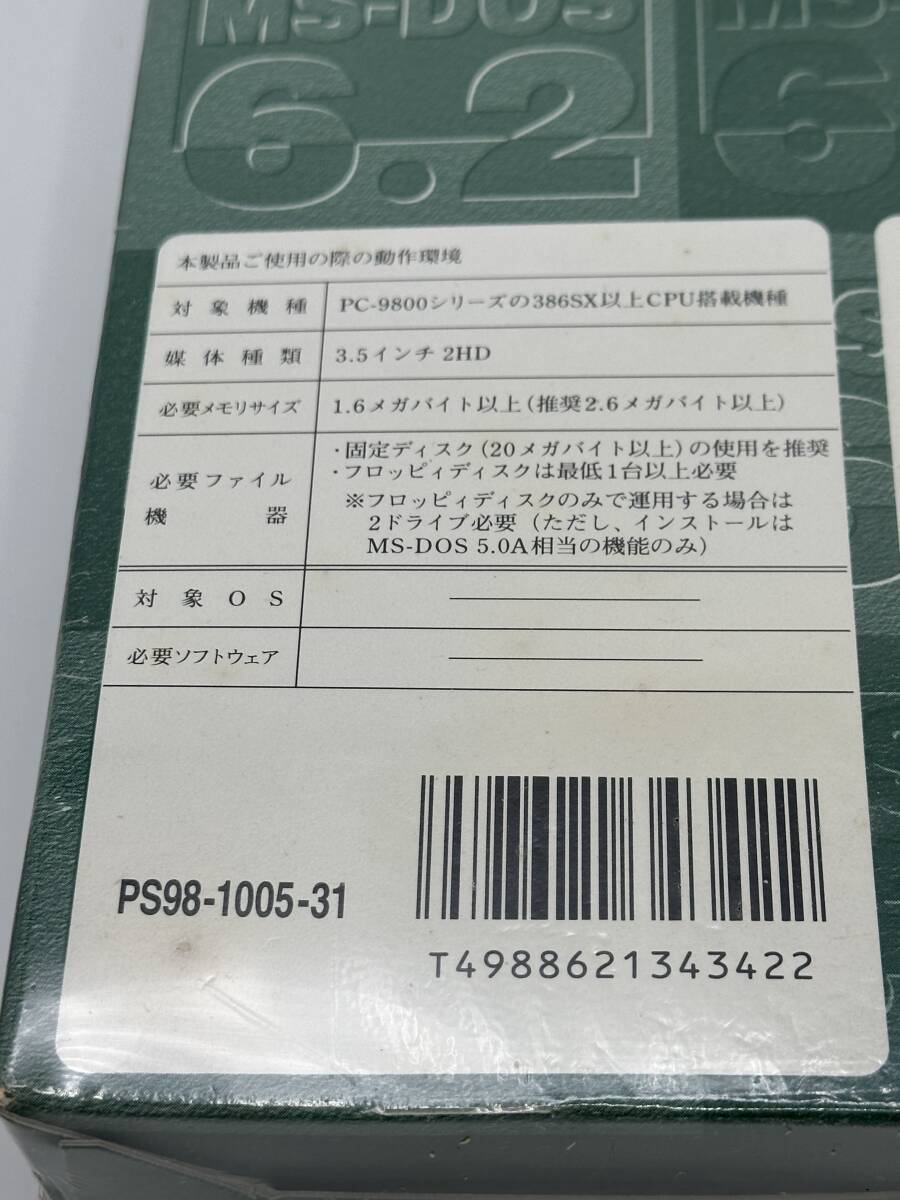 MS-DOS
6.2
MS-
6
本製品ご使用の際の動作環境
対象機種 PC-9800シリーズの386SX以上CPU搭載機種
媒体種類 3.5インチ 2HD
必要メモリサイズ 1.6メガバイト以上(推奨2.6メガバイト以上)
必要ファイル機器
・固定ディスク(20メガバイト以上)の使用を推奨
・フロッピィディスクは最低1台以上必要
※フロッピィディスクのみで運用する場合は
2ドライブ必要(ただし、インストールは
MS-DOS 5.0A相当の機能のみ)
対象OS
必要ソフトウェア
PS98-1005-31
T4988621343422